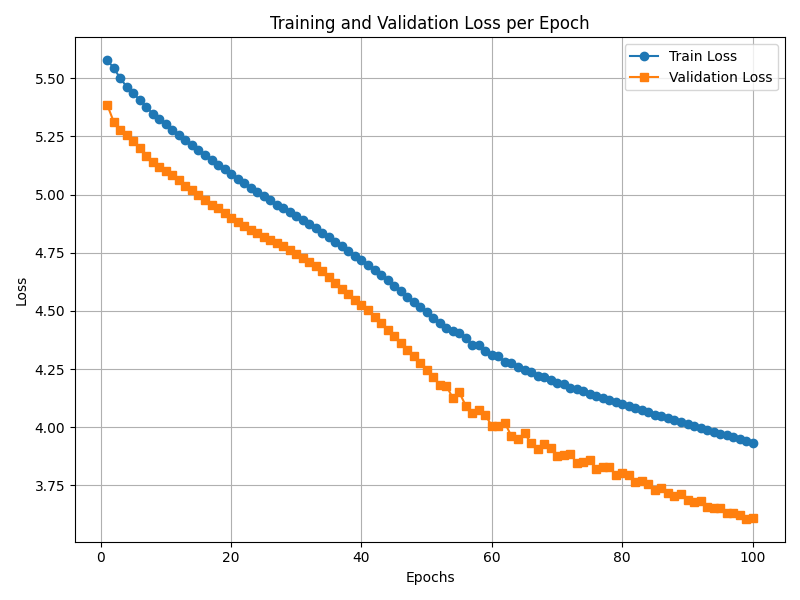 Training and Validation Loss per Epoch
Train Loss
Validation Loss
5.50
5.25
5.00
4.75
4.50
4.25
4.00
3.75
Loss
0 20 40 60 80 100
Epochs